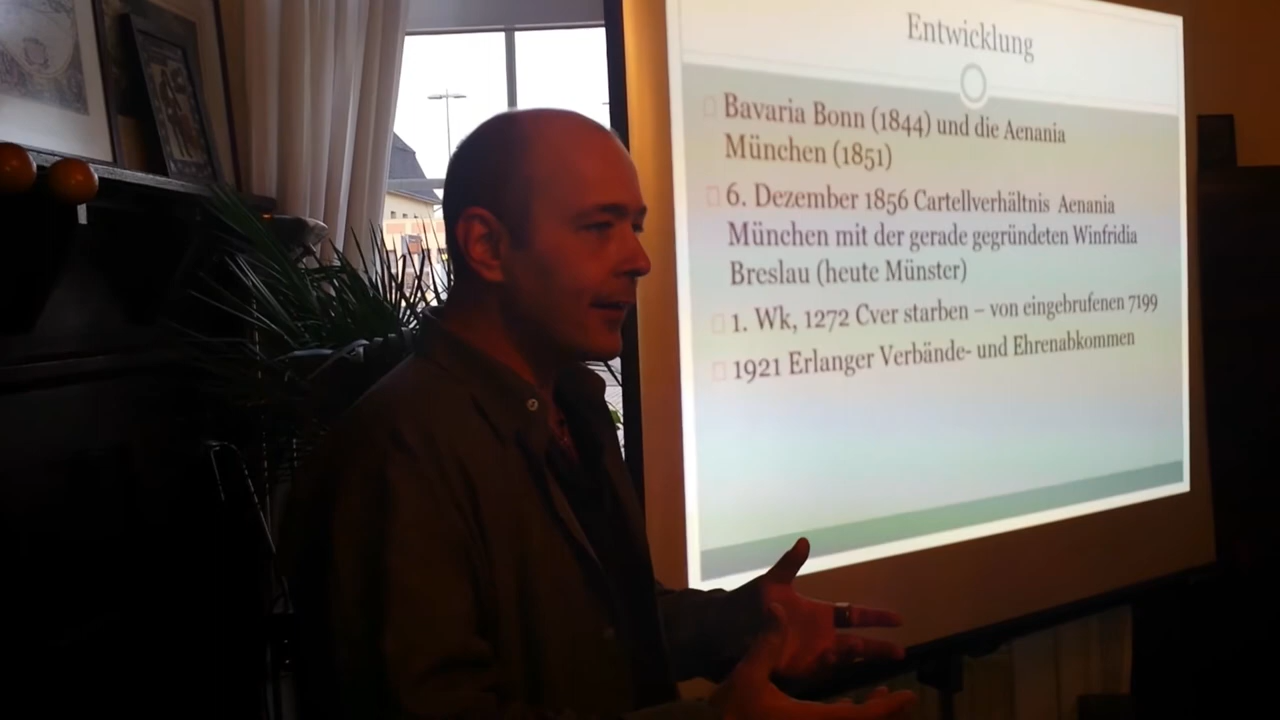 Entwicklung
Bavaria Bonn (1844) und die Aenania
München (1851)
6. Dezember 1856 Cartellverhältnis Aenania
München mit der gerade gegründeten Winfridia
Breslau (heute Münster)
1. Wk, 1272 Cver starben – von eingebrufenen 7199
1921 Erlanger Verbände- und Ehrenabkommen